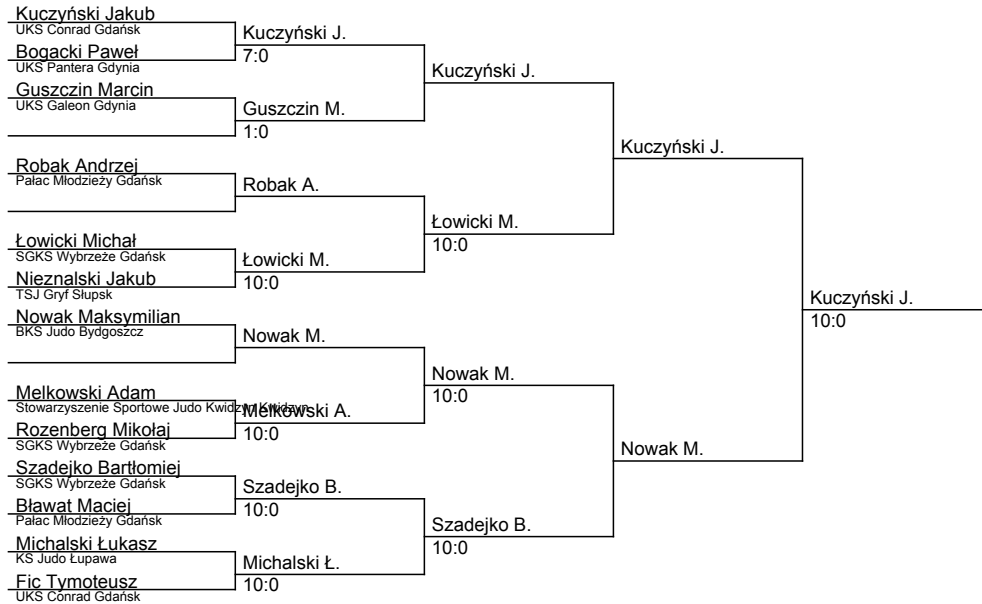 Kuczyński Jakub
UKS Conrad Gdańsk
Bogacki Paweł
UKS Pantera Gdynia
Guszczin Marcin
UKS Galeon Gdynia
Robak Andrzej
Pałac Młodzieży Gdańsk
Łowicki Michał
SGKS Wybrzeże Gdańsk
Nieznalski Jakub
TSJ Gryf Słupsk
Nowak Maksymilian
BKS Judo Bydgoszcz
Melkowski Adam
Stowarzyszenie Sportowe Judo Kwidzyn Kwidzyn
Rozenberg Mikołaj
SGKS Wybrzeże Gdańsk
Szadejko Bartłomiej
SGKS Wybrzeże Gdańsk
Bławat Maciej
Pałac Młodzieży Gdańsk
Michalski Łukasz
KS Judo Łupawa
Fic Tymoteusz
UKS Conrad Gdańsk
Kuczyński J.
7:0
Guszczin M.
1:0
Robak A.
Łowicki M.
10:0
Nowak M.
Melkowski A.
10:0
Szadejko B.
10:0
Michalski Ł.
10:0
Kuczyński J.
Łowicki M.
10:0
Nowak M.
10:0
Szadejko B.
10:0
Kuczyński J.
Nowak M.
Kuczyński J.
10:0